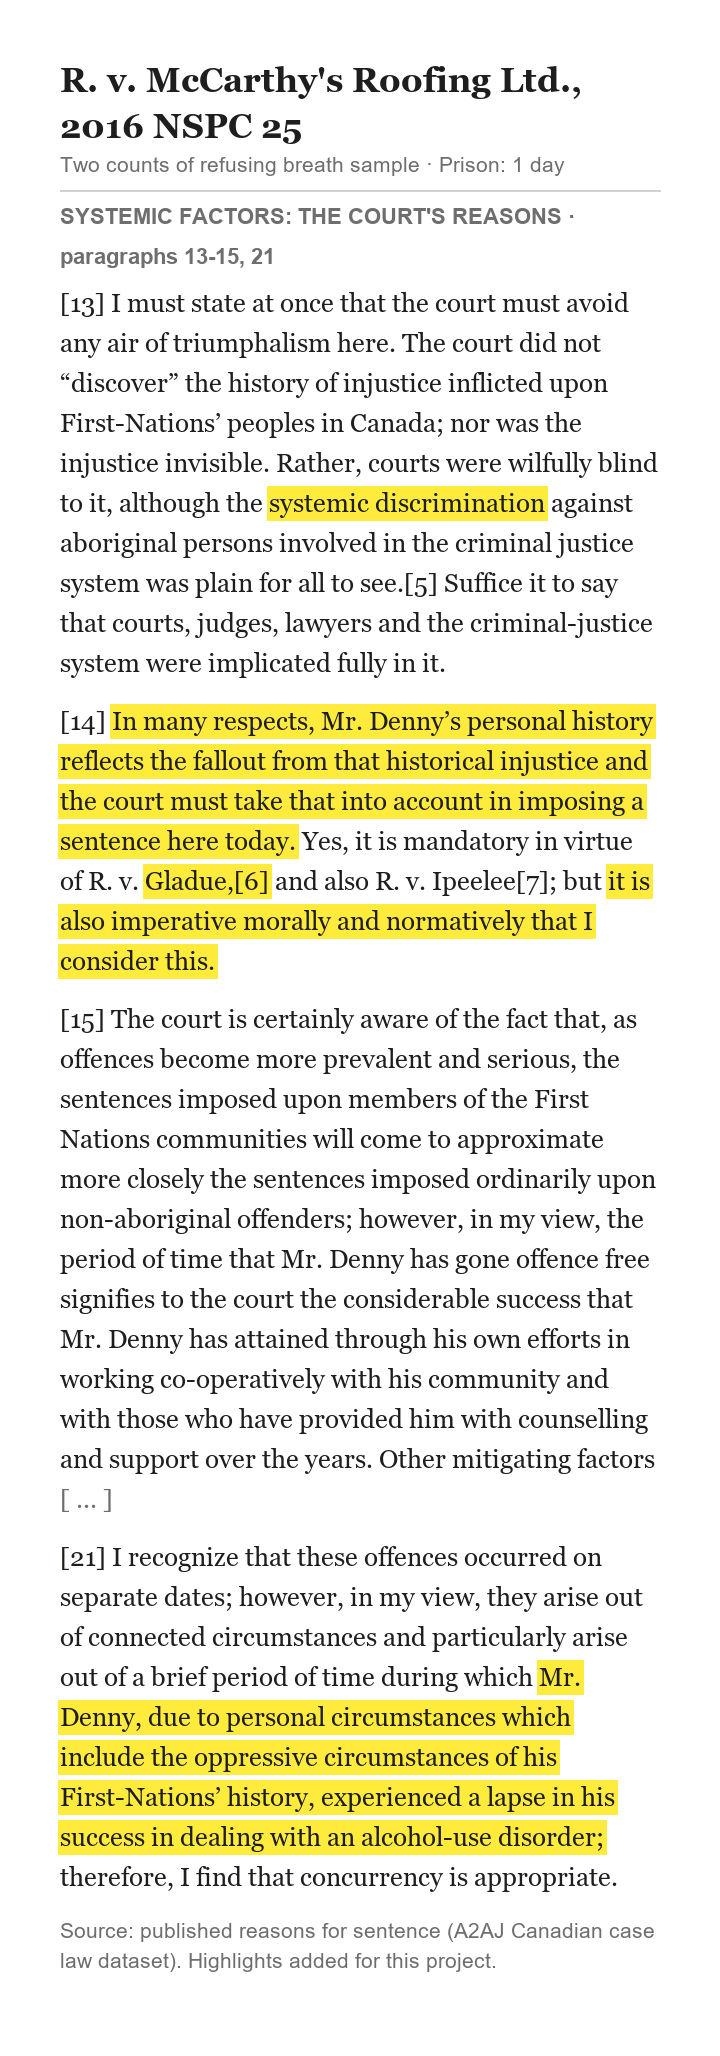 R. v. McCarthy's Roofing Ltd.,
2016 NSPC 25
Two counts of refusing breath sample · Prison: 1 day
SYSTEMIC FACTORS: THE COURT'S REASONS ·
paragraphs 13-15, 21
[13] I must state at once that the court must avoid
any air of triumphalism here. The court did not
“discover” the history of injustice inflicted upon
First-Nations’ peoples in Canada; nor was the
injustice invisible. Rather, courts were wilfully blind
to it, although the systemic discrimination against
aboriginal persons involved in the criminal justice
system was plain for all to see.[5] Suffice it to say
that courts, judges, lawyers and the criminal-justice
system were implicated fully in it.
[14] In many respects, Mr. Denny’s personal history
reflects the fallout from that historical injustice and
the court must take that into account in imposing a
sentence here today. Yes, it is mandatory in virtue
of R. v. Gladue,[6] and also R. v. Ipeelee[7]; but it is
also imperative morally and normatively that I
consider this.
[15] The court is certainly aware of the fact that, as
offences become more prevalent and serious, the
sentences imposed upon members of the First
Nations communities will come to approximate
more closely the sentences imposed ordinarily upon
non-aboriginal offenders; however, in my view, the
period of time that Mr. Denny has gone offence free
signifies to the court the considerable success that
Mr. Denny has attained through his own efforts in
working co-operatively with his community and
with those who have provided him with counselling
and support over the years. Other mitigating factors
[ ... ]
[21] I recognize that these offences occurred on
separate dates; however, in my view, they arise out
of connected circumstances and particularly arise
out of a brief period of time during which Mr.
Denny, due to personal circumstances which
include the oppressive circumstances of his
First-Nations’ history, experienced a lapse in his
success in dealing with an alcohol-use disorder;
therefore, I find that concurrency is appropriate.
Source: published reasons for sentence (A2AJ Canadian case
law dataset). Highlights added for this project.